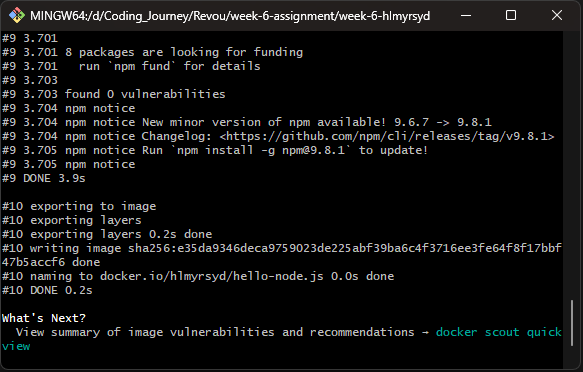 MINGW64:/d/Coding_Journey/Revou/week-6-assignment/week-6-hlmyrsyd
#9 3.701
#9 3.701 8 packages are looking for funding
#9 3.701   run `npm fund` for details
#9 3.703
#9 3.703 found 0 vulnerabilities
#9 3.704 npm notice
#9 3.704 npm notice New minor version of npm available! 9.6.7 -> 9.8.1
#9 3.704 npm notice Changelog: <https://github.com/npm/cli/releases/tag/v9.8.1>
#9 3.705 npm notice Run `npm install -g npm@9.8.1` to update!
#9 3.705 npm notice
#9 DONE 3.9s
#10 exporting to image
#10 exporting layers
#10 exporting layers 0.2s done
#10 writing image sha256:e35da9346deca9759023de225abf39ba6c4f3716ee3fe64f8f17bbf
47b5accf6 done
#10 naming to docker.io/hlmyrsyd/hello-node.js 0.0s done
#10 DONE 0.2s
What's Next?
  View summary of image vulnerabilities and recommendations → docker scout quick
view